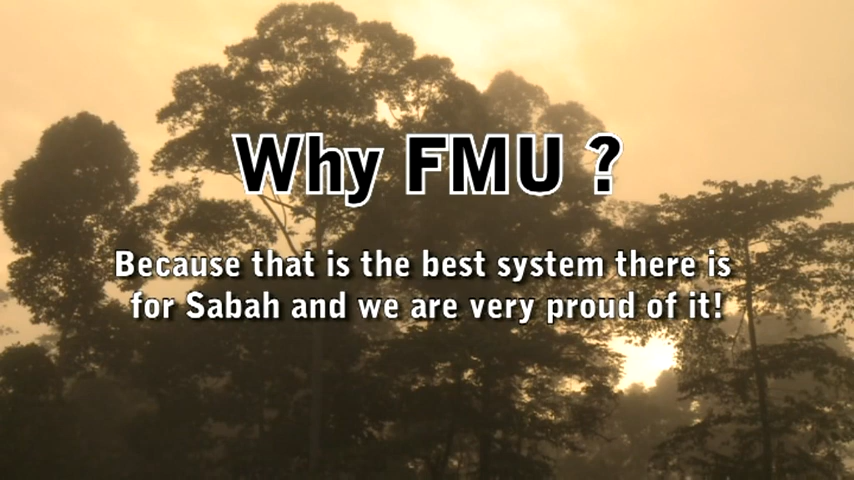 Why FMU ?
Because that is the best system there is
for Sabah and we are very proud of it!